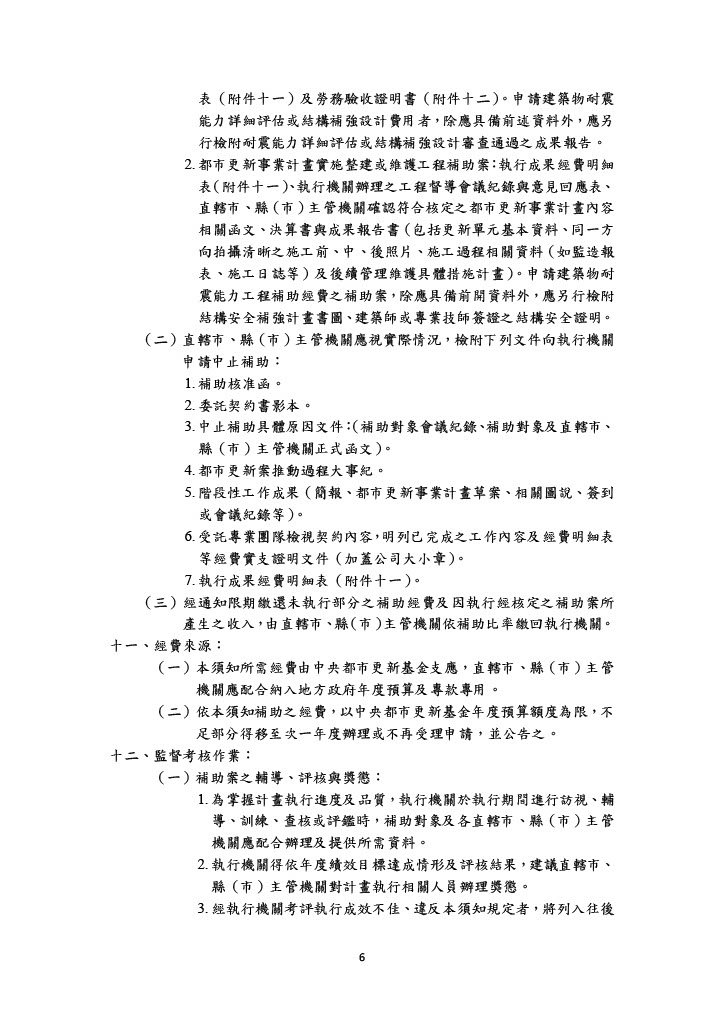 表（附件十一）及勞務驗收證明書（附件十二）。申請建築物耐震
能力詳細評估或結構補強設計費用者，除應具備前述資料外，應另
行檢附耐震能力詳細評估或結構補強設計審查通過之成果報告。
2.都市更新事業計畫實施整建或維護工程補助案：執行成果經費明細
表（附件十一）、執行機關辦理之工程督導會議紀錄與意見回應表、
直轄市、縣（市）主管機關確認符合核定之都市更新事業計畫內容
相關函文、決算書與成果報告書（包括更新單元基本資料、同一方
向拍攝清晰之施工前、中、後照片、施工過程相關資料（如監造報
表、施工日誌等）及後續管理維護具體措施計畫）。申請建築物耐
震能力工程補助經費之補助案，除應具備前開資料外，應另行檢附
結構安全補強計畫書圖、建築師或專業技師簽證之結構安全證明。
（二）直轄市、縣（市）主管機關應視實際情況，檢附下列文件向執行機關
申請中止補助：
1.補助核准函。
2.委託契約書影本。
3.中止補助具體原因文件：（補助對象會議紀錄、補助對象及直轄市、
縣（市）主管機關正式函文）。
4.都市更新案推動過程大事紀。
5.階段性工作成果（簡報、都市更新事業計畫草案、相關圖說、簽到
或會議紀錄等）。
6.受託專業團隊檢視契約內容，明列已完成之工作內容及經費明細表
等經費實支證明文件（加蓋公司大小章）。
7.執行成果經費明細表（附件十一）。
（三）經通知限期繳還未執行部分之補助經費及因執行經核定之補助案所
產生之收入，由直轄市、縣（市）主管機關依補助比率繳回執行機關。
十一、經費來源：
（一）本須知所需經費由中央都市更新基金支應，直轄市、縣（市）主管
機關應配合納入地方政府年度預算及專款專用。
（二）依本須知補助之經費，以中央都市更新基金年度預算額度為限，不
足部分得移至次一年度辦理或不再受理申請，並公告之。
十二、監督考核作業：
（一）補助案之輔導、評核與獎懲：
1.為掌握計畫執行進度及品質，執行機關於執行期間進行訪視、輔
導、訓練、查核或評鑑時，補助對象及各直轄市、縣（市）主管
機關應配合辦理及提供所需資料。
2.執行機關得依年度績效目標達成情形及評核結果，建議直轄市、
縣（市）主管機關對計畫執行相關人員辦理獎懲。
3.經執行機關考評執行成效不佳、違反本須知規定者，將列入往後
6